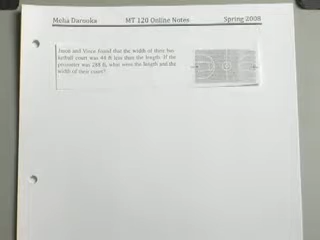 Moha Darooka MT 120 Online Notes Spring 2008
Jamal and Vince found that the width of their bas-
ketball court was 44 ft less than the length. If the
perimeter was 288 ft, what were the length and the
width of their court?